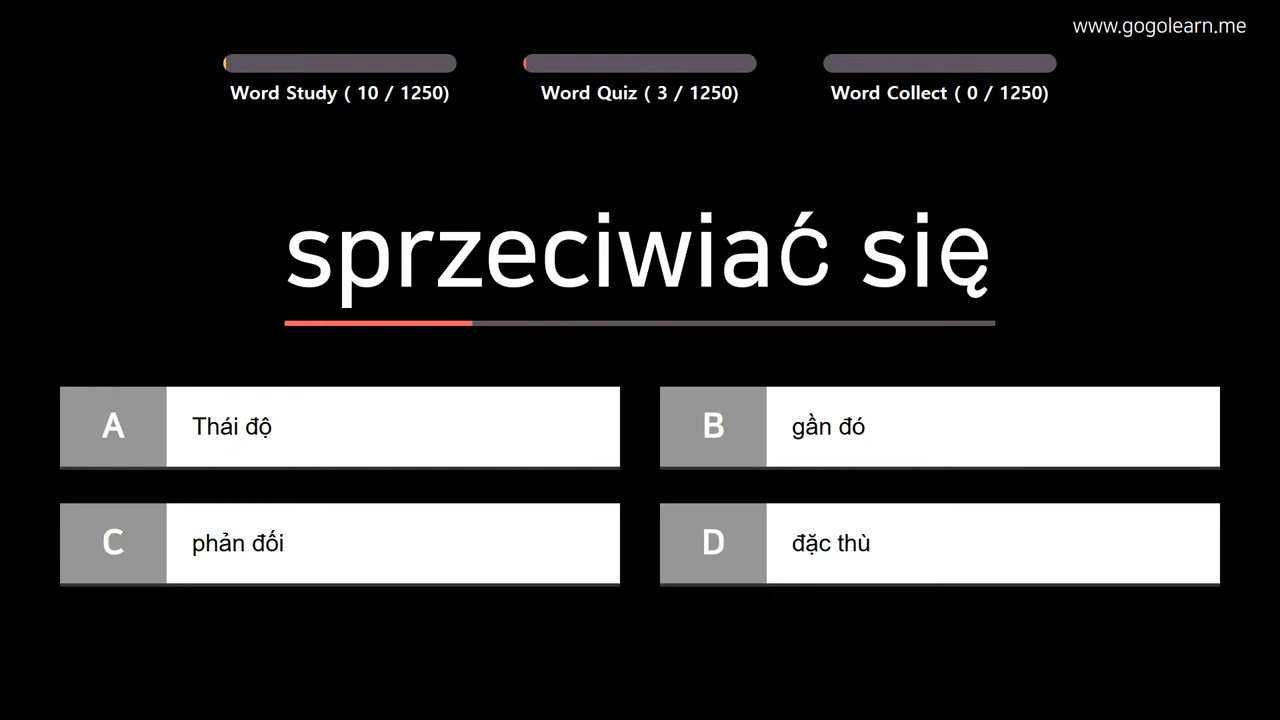 www.gogolearn.me
Word Study ( 10 / 1250)
Word Quiz ( 3 / 1250)
Word Collect ( 0 / 1250)
sprzeciwiać się
A Thái độ
B gần đó
C phản đối
D đặc thù